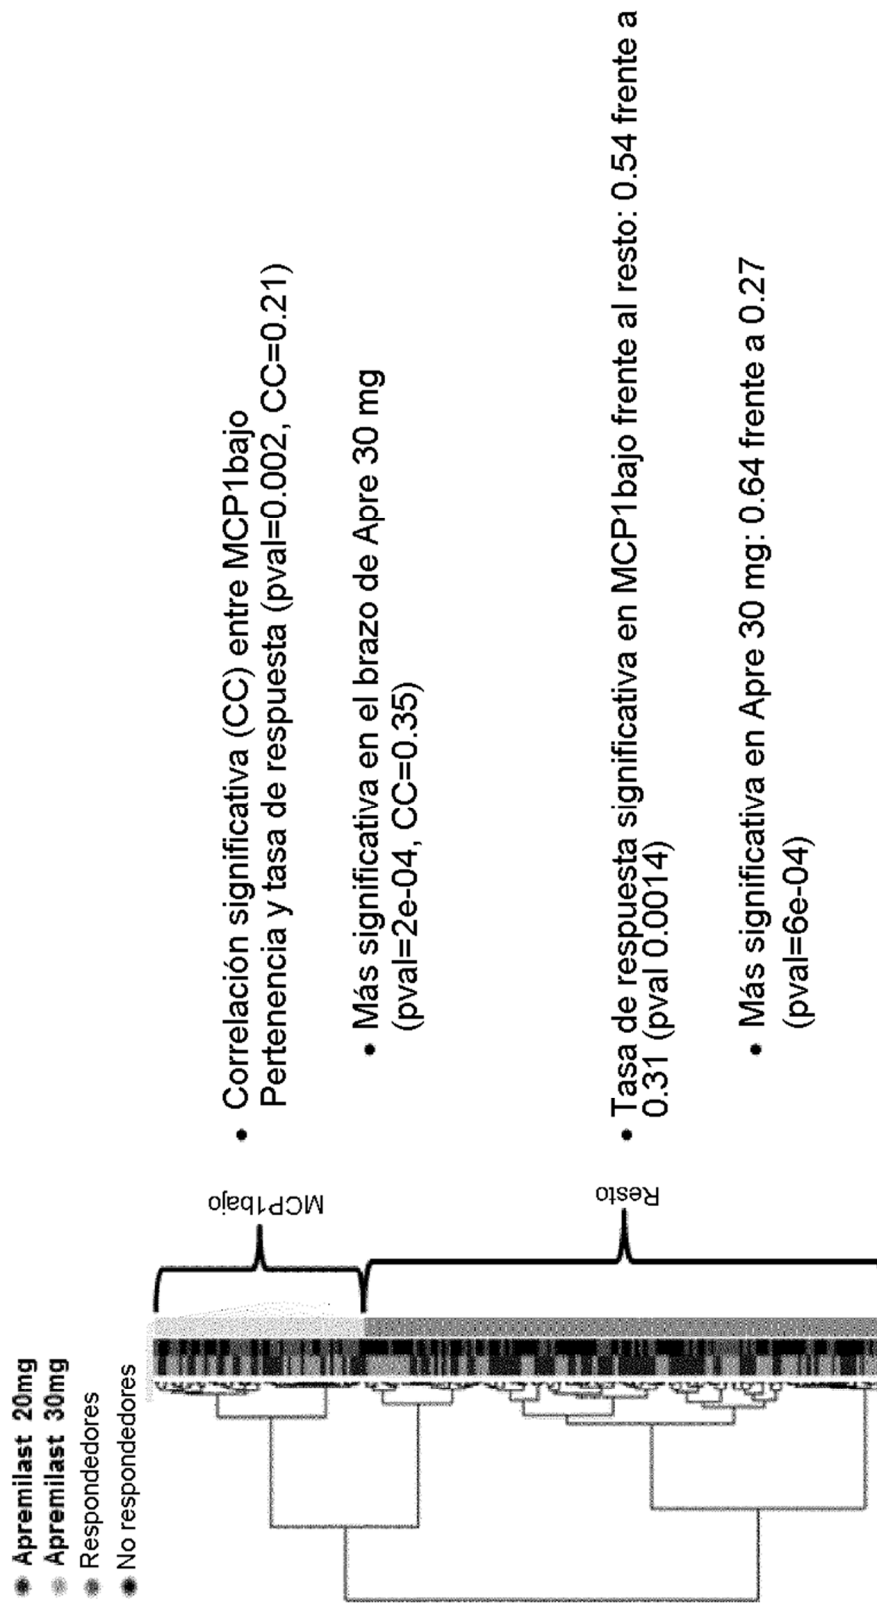 Apremilast 20mg
Apremilast 30mg
Respondedores
No respondedores
MCP1bajo
Resto
• Correlación significativa (CC) entre MCP1bajo
Pertenencia y tasa de respuesta (pval=0.002, CC=0.21)
• Más significativa en el brazo de Apre 30 mg
(pval=2e-04, CC=0.35)
• Tasa de respuesta significativa en MCP1bajo frente al resto: 0.54 frente a
0.31 (pval 0.0014)
• Más significativa en Apre 30 mg: 0.64 frente a 0.27
(pval=6e-04)